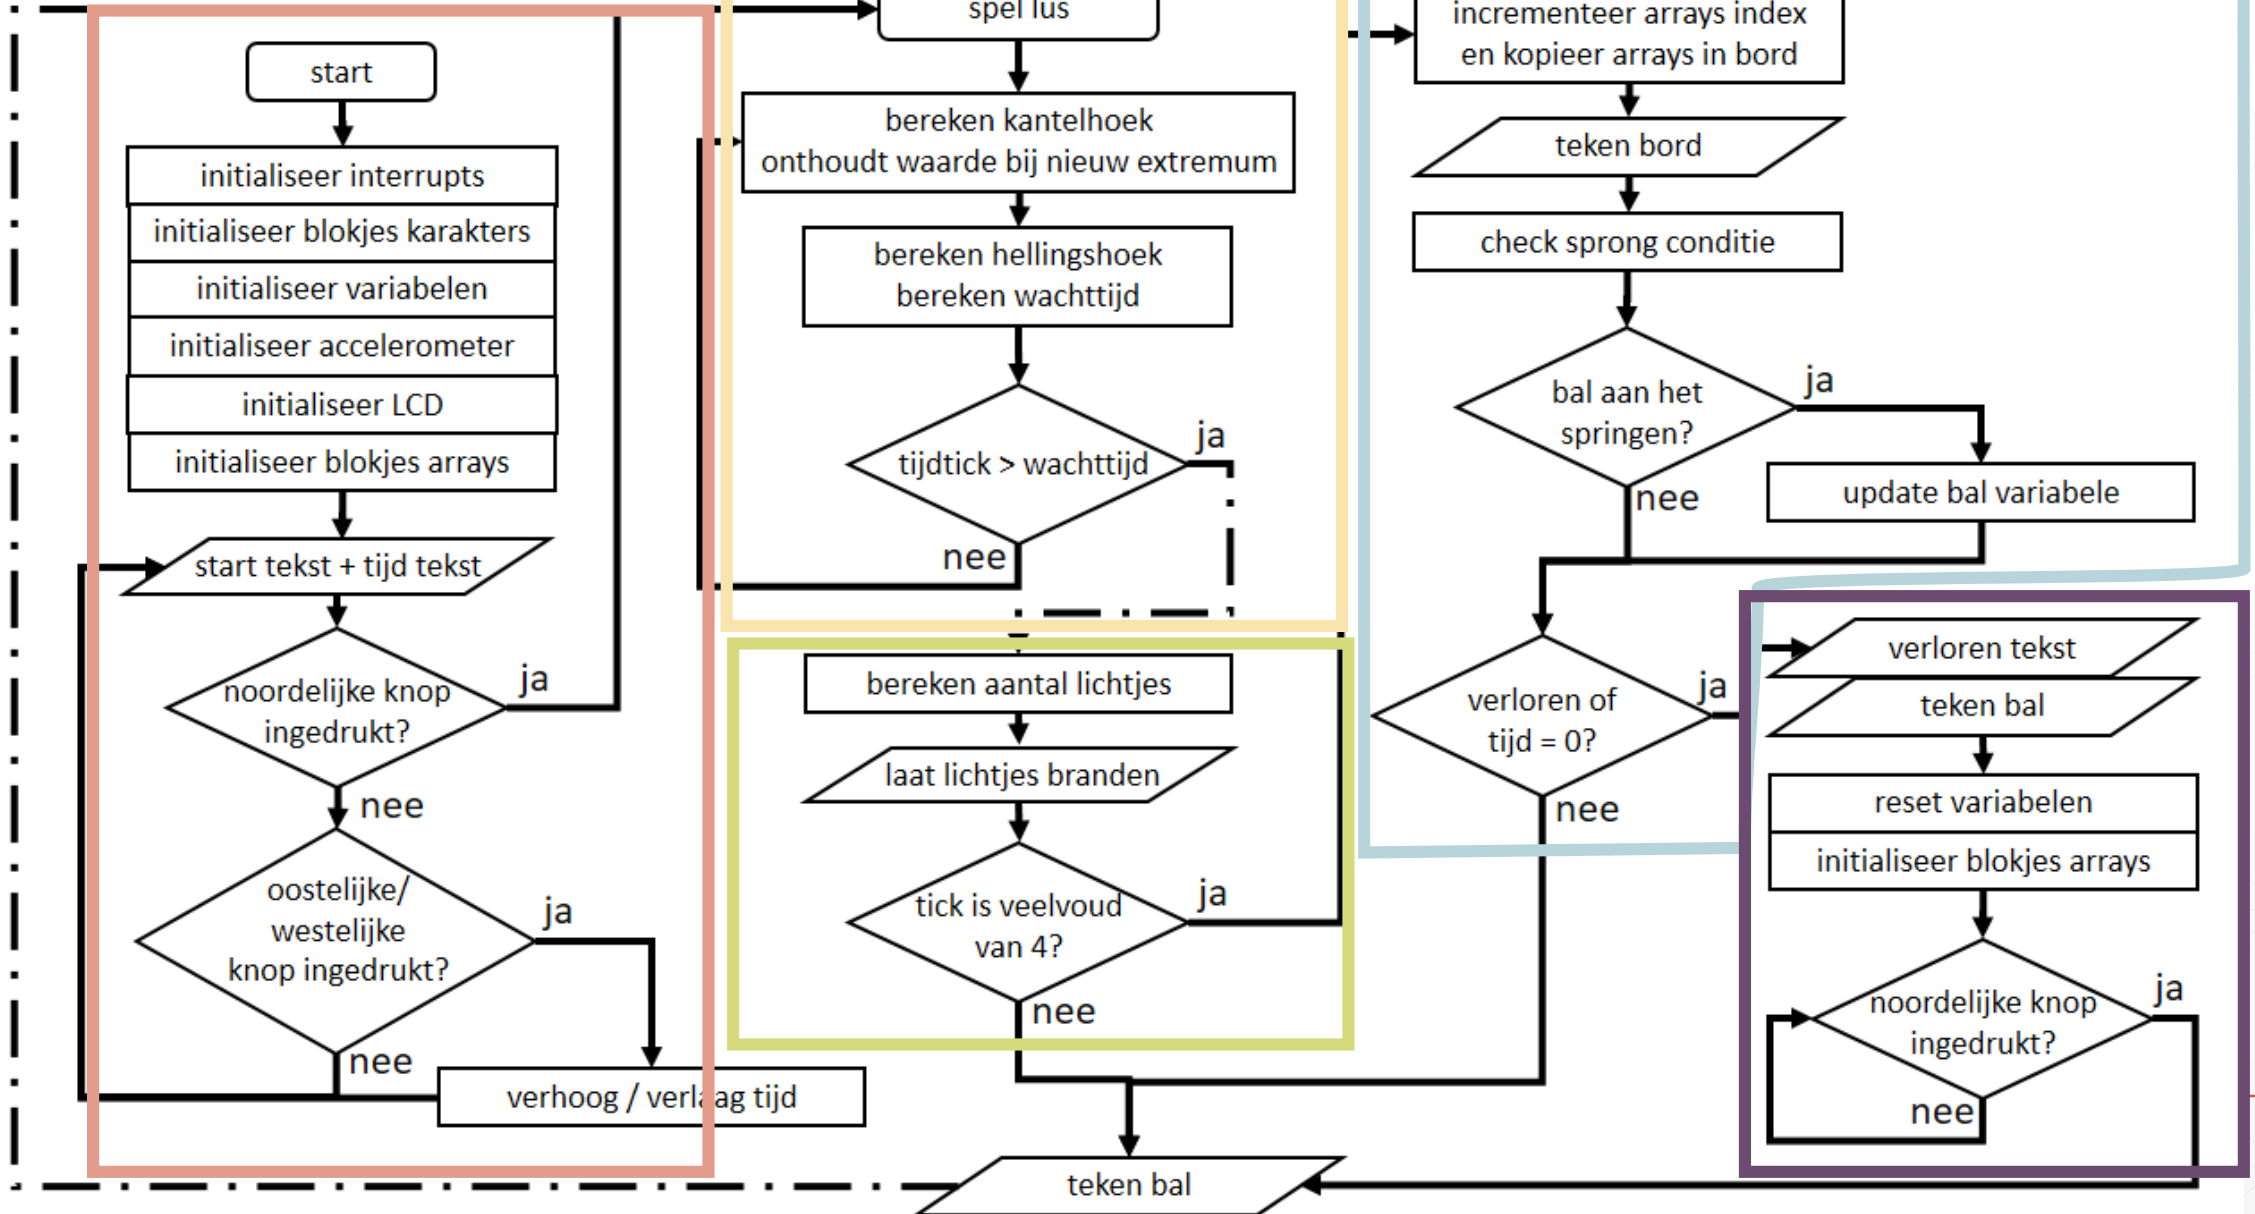 start
initialiseer interrupts
initialiseer blokjes karakters
initialiseer variabelen
initialiseer accelerometer
initialiseer LCD
initialiseer blokjes arrays
start tekst + tijd tekst
noordelijke knop
ingedrukt?
ja
nee
oostelijke/
westelijke
knop ingedrukt?
ja
nee
verhoog / verlaag tijd
spel lus
bereken kantelhoek
onthoudt waarde bij nieuw extremum
bereken hellingshoek
bereken wachttijd
tijdtick > wachttijd
ja
nee
bereken aantal lichtjes
laat lichtjes branden
tick is veelvoud
van 4?
ja
nee
teken bal
incrementeer arrays index
en kopieer arrays in bord
teken bord
check sprong conditie
bal aan het
springen?
ja
nee
update bal variabele
verloren of
tijd = 0?
ja
nee
verloren tekst
teken bal
reset variabelen
initialiseer blokjes arrays
noordelijke knop
ingedrukt?
ja
nee